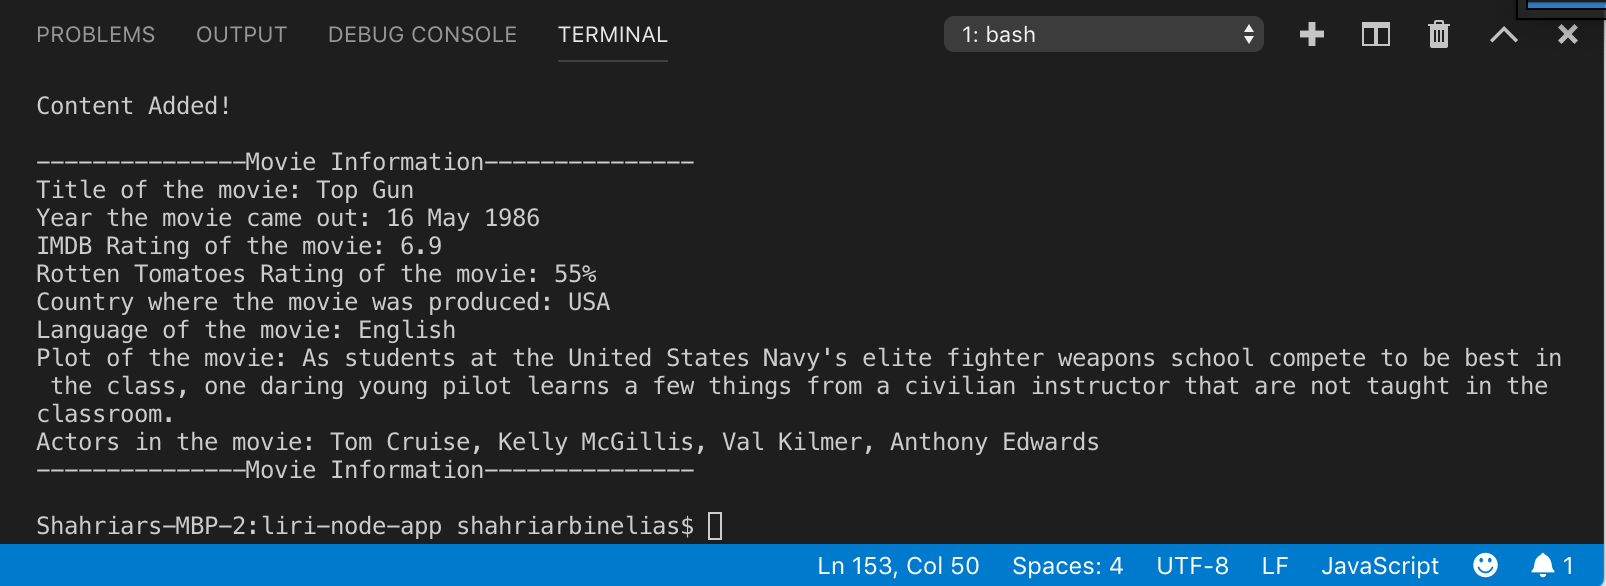 PROBLEMS OUTPUT DEBUG CONSOLE TERMINAL 1: bash
Content Added!
---------------Movie Information---------------
Title of the movie: Top Gun
Year the movie came out: 16 May 1986
IMDB Rating of the movie: 6.9
Rotten Tomatoes Rating of the movie: 55%
Country where the movie was produced: USA
Language of the movie: English
Plot of the movie: As students at the United States Navy's elite fighter weapons school compete to be best in
 the class, one daring young pilot learns a few things from a civilian instructor that are not taught in the
classroom.
Actors in the movie: Tom Cruise, Kelly McGillis, Val Kilmer, Anthony Edwards
---------------Movie Information---------------
Shahriars-MBP-2:liri-node-app shahriarbinelias$
Ln 153, Col 50 Spaces: 4 UTF-8 LF JavaScript 1